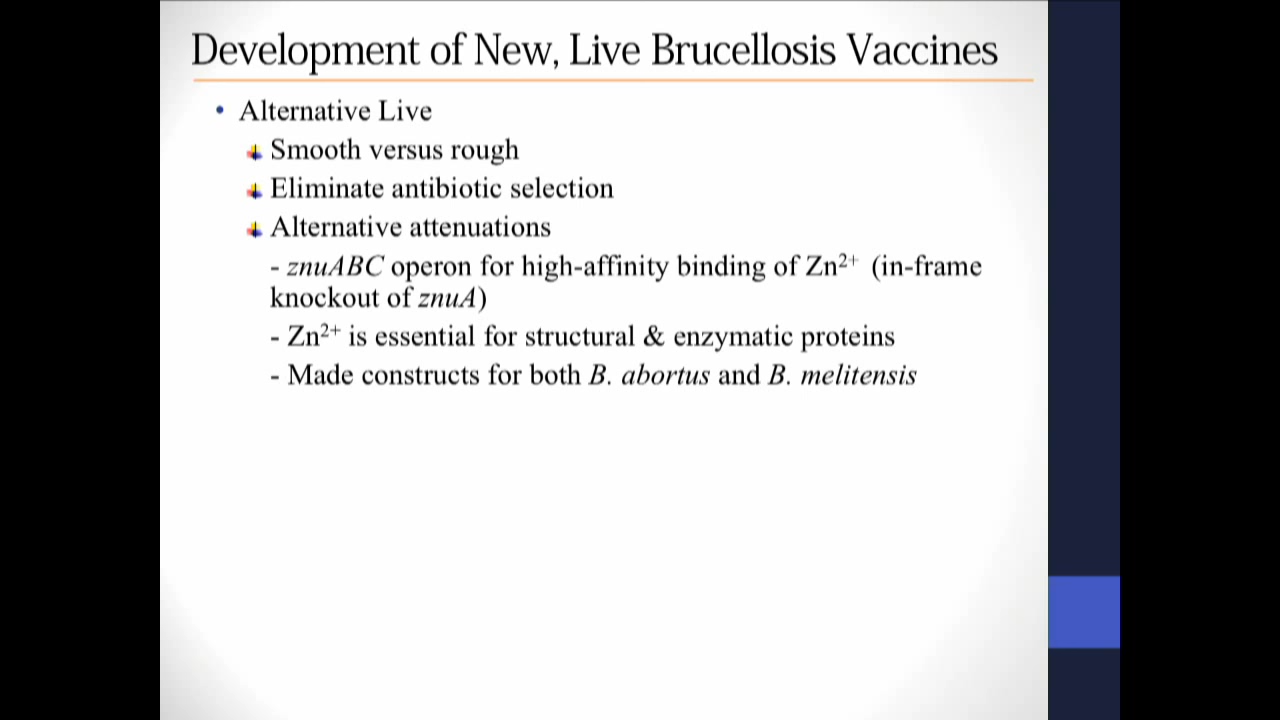 Development of New, Live Brucellosis Vaccines
• Alternative Live
Smooth versus rough
Eliminate antibiotic selection
Alternative attenuations
- znuABC operon for high-affinity binding of Zn²⁺ (in-frame
knockout of znuA)
- Zn²⁺ is essential for structural & enzymatic proteins
- Made constructs for both B. abortus and B. melitensis